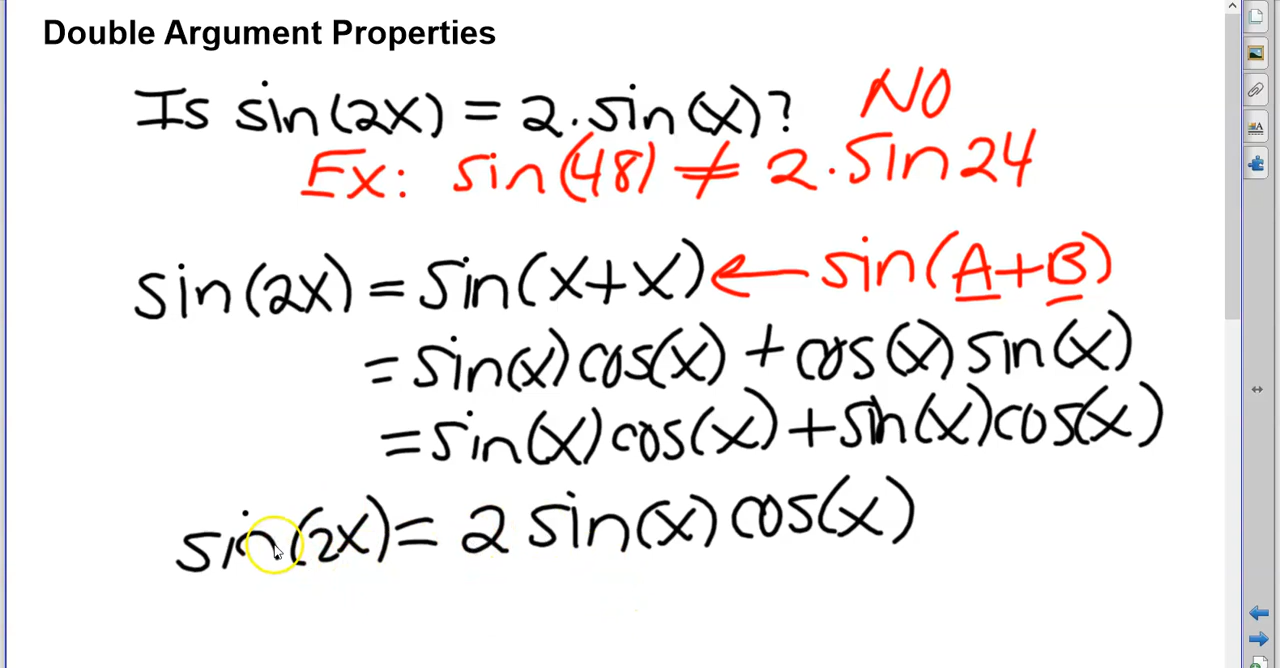 Double Argument Properties
Is sin(2x) = 2·sin(x)? NO
Ex: sin(48) ≠ 2·sin24
sin(2x) = sin(x+x) ← sin(A+B)
= sin(x)cos(x) + cos(x)sin(x)
= sin(x)cos(x) + sin(x)cos(x)
sin(2x) = 2 sin(x)cos(x)